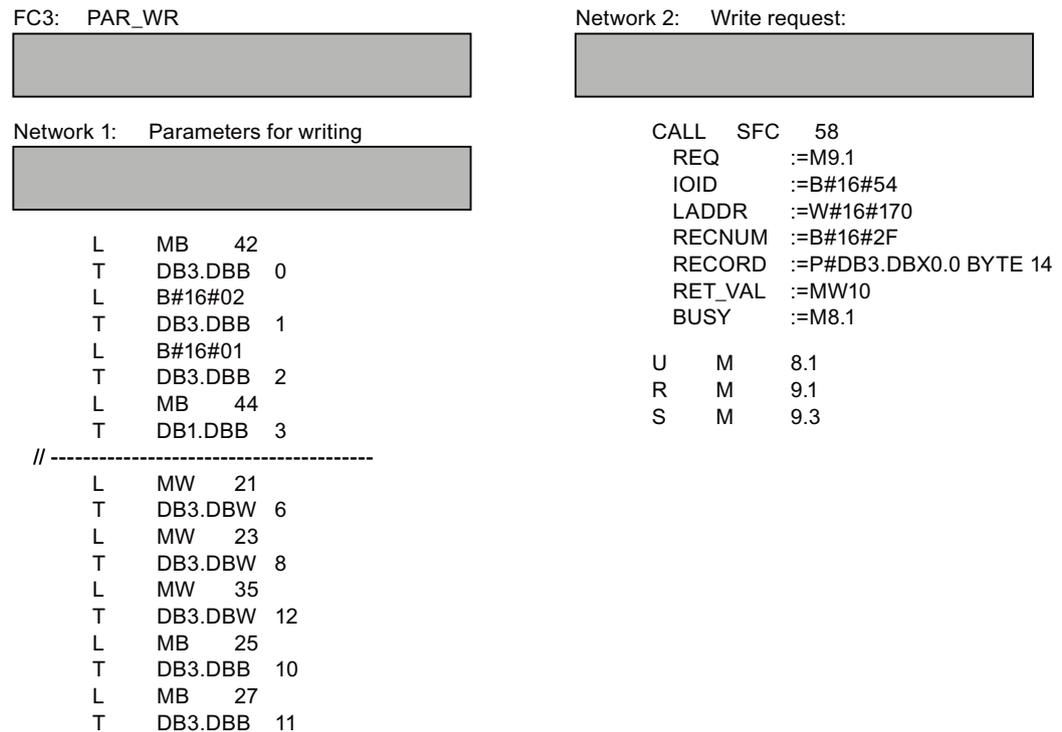 FC3: PAR_WR
Network 1: Parameters for writing
L MB 42
T DB3.DBB 0
L B#16#02
T DB3.DBB 1
L B#16#01
T DB3.DBB 2
L MB 44
T DB1.DBB 3
// ----------------------------------------
L MW 21
T DB3.DBW 6
L MW 23
T DB3.DBW 8
L MW 35
T DB3.DBW 12
L MB 25
T DB3.DBB 10
L MB 27
T DB3.DBB 11
Network 2: Write request:
CALL SFC 58
REQ :=M9.1
IOID :=B#16#54
LADDR :=W#16#170
RECNUM :=B#16#2F
RECORD :=P#DB3.DBX0.0 BYTE 14
RET_VAL :=MW10
BUSY :=M8.1
U M 8.1
R M 9.1
S M 9.3